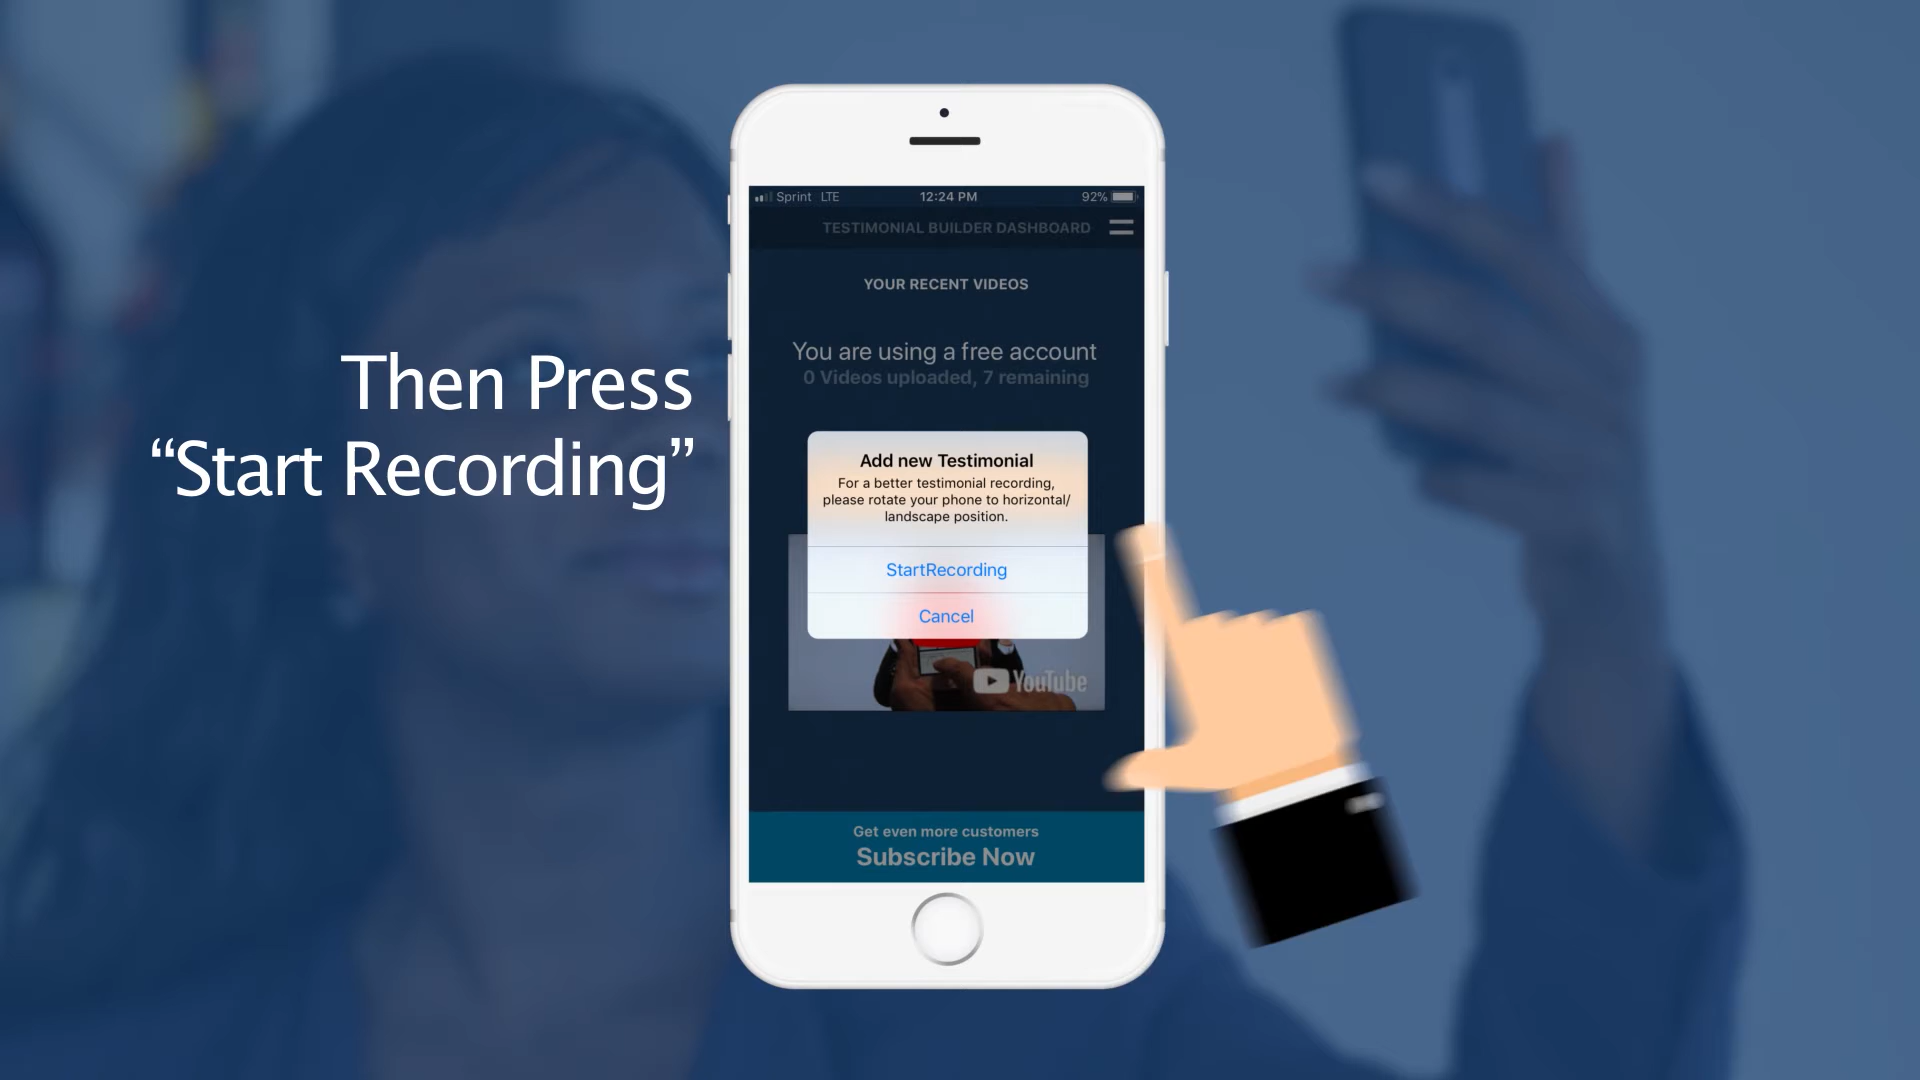 Then Press
“Start Recording”
Sprint LTE 12:24 PM 92%
TESTIMONIAL BUILDER DASHBOARD
YOUR RECENT VIDEOS
You are using a free account
0 Videos uploaded, 7 remaining
Add new Testimonial
For a better testimonial recording,
please rotate your phone to horizontal/
landscape position.
StartRecording
Cancel
YouTube
Get even more customers
Subscribe Now